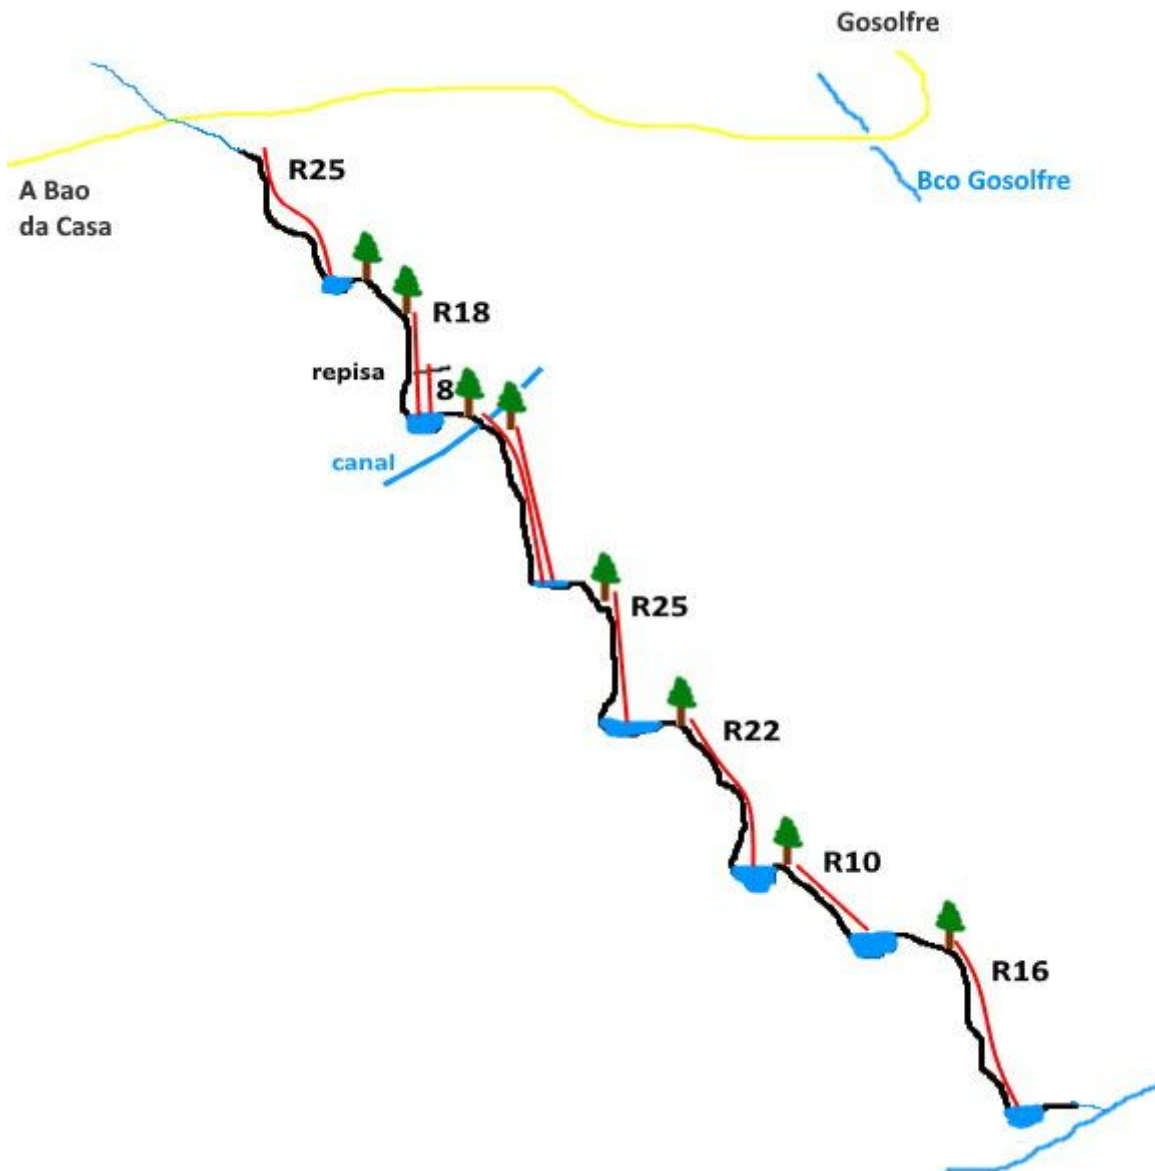 Gosolfre
R25
Bco Gosolfre
A Bao
da Casa
R18
repisa
8
canal
R25
R22
R10
R16